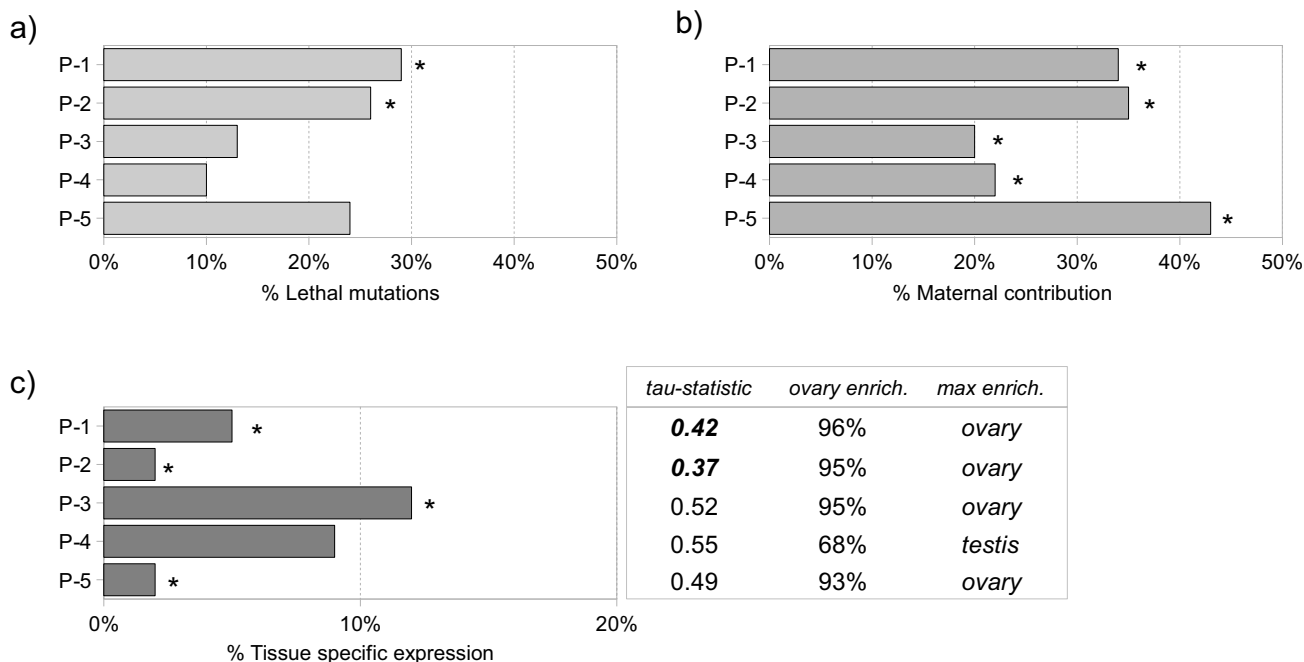 a)
P-1 *
P-2 *
P-3
P-4
P-5
0% 10% 20% 30% 40% 50%
% Lethal mutations
b)
P-1 *
P-2 *
P-3 *
P-4 *
P-5 *
0% 10% 20% 30% 40% 50%
% Maternal contribution
c)
P-1 *
P-2 *
P-3 *
P-4
P-5 *
0% 10% 20%
% Tissue specific expression
tau-statistic ovary enrich. max enrich.
0.42 96% ovary
0.37 95% ovary
0.52 95% ovary
0.55 68% testis
0.49 93% ovary